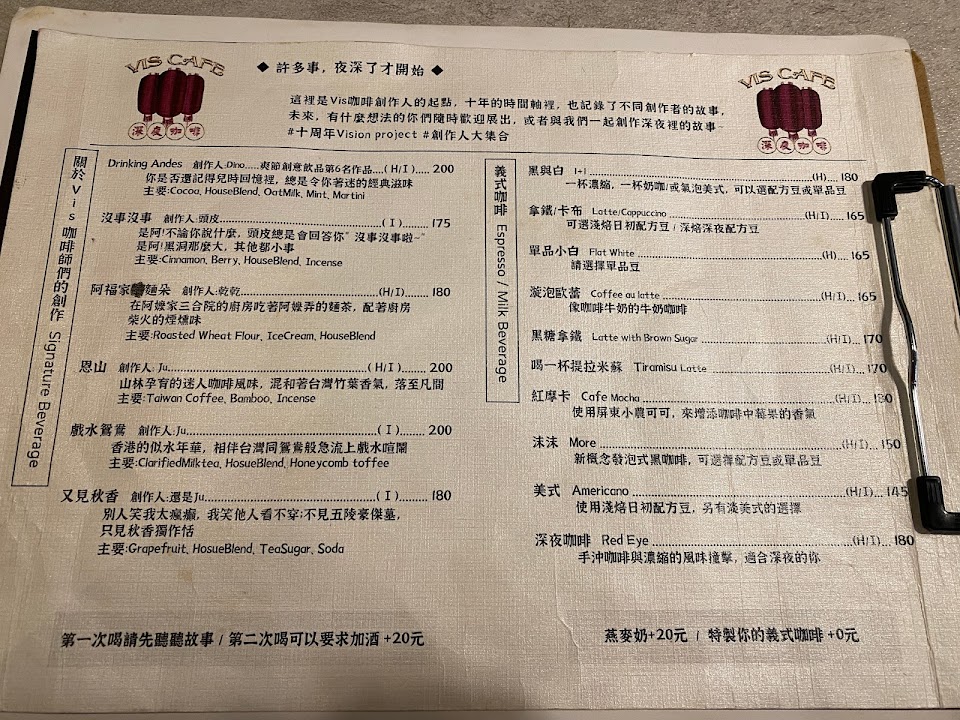 VIS CAFE
深夜咖啡
◆ 許多事，夜深了才開始 ◆
這裡是Vis咖啡創作人的起點，十年的時間軸裡，也記錄了不同創作者的故事，
未來，有什麼想法的你們隨時歡迎展出，或者與我們一起創作深夜裡的故事~
#十周年Vision project #創作人大集合
VIS CAFE
深夜咖啡
關於Vis咖啡師們的創作 Signature Beverage
Drinking Andes 創作人:Dino.....爽節創意飲品第6名作品....(H/I)..... 200
你是否還記得兒時回憶裡，總是令你著迷的經典滋味
主要:Cocoa, HouseBlend, OatMilk, Mint, Martini
沒事沒事 創作人:頭皮......(I)...... 175
是阿!不論你說什麼，頭皮總是會回答你"沒事沒事啦~"
是阿!黑洞那麼大，其他都小事
主要:Cinnamon, Berry, HouseBlend, Incense
阿福家 麵朵 創作人:乾乾......(H/I)...... 180
在阿嬤家三合院的廚房吃著阿嬤弄的麵茶，配著廚房
柴火的煙燻味
主要:Roasted Wheat Flour, IceCream, HouseBlend
恩山 創作人: Ju......(H/I)...... 200
山林孕育的迷人咖啡風味，混和著台灣竹葉香氣，落至凡間
主要:Taiwan Coffee, Bamboo, Incense
戲水鴛鴦 創作人:Ju......(I)...... 200
香港的似水年華，相伴台灣同鴛鴦般急流上戲水喧鬧
主要:ClarifiedMilktea, HosueBlend, Honeycomb toffee
又見秋香 創作人:還是Ju......(I)...... 180
別人笑我太瘋癲，我笑他人看不穿;不見五陵豪傑墓，
只見秋香獨作恬
主要:Grapefruit, HosueBlend, TeaSugar, Soda
第一次喝請先聽聽故事 / 第二次喝可以要求加酒 +20元
義式咖啡 Espresso / Milk Beverage
黑與白 1+1......(H).... 180
一杯濃縮，一杯奶咖/或氣泡美式，可以選配方豆或單品豆
拿鐵/卡布 Latte/Cappuccino......(H/I).... 165
可選淺焙日初配方 / 深焙深夜配方
單品小白 Flat White......(H).... 165
請選擇單品豆
漩泡歐蕾 Coffee au latte......(H/I).... 165
像咖啡牛奶的牛奶咖啡
黑糖拿鐵 Latte with Brown Sugar......(H/I).... 170
喝一杯提拉米蘇 Tiramisu Latte......(H/I).... 170
紅摩卡 Cafe Mocha......(H/I).... 180
使用屏東小農可可，來增添咖啡中莓果的香氣
沫沫 More......(H/I).... 150
新概念發泡式黑咖啡，可選擇配方豆或單品豆
美式 Americano......(H/I).... 145
使用淺焙日初配方豆，另有淡美式的選擇
深夜咖啡 Red Eye......(H/I).... 180
手沖咖啡與濃縮的風味撞擊，適合深夜的你
燕麥奶+20元 / 特製你的義式咖啡 +0元